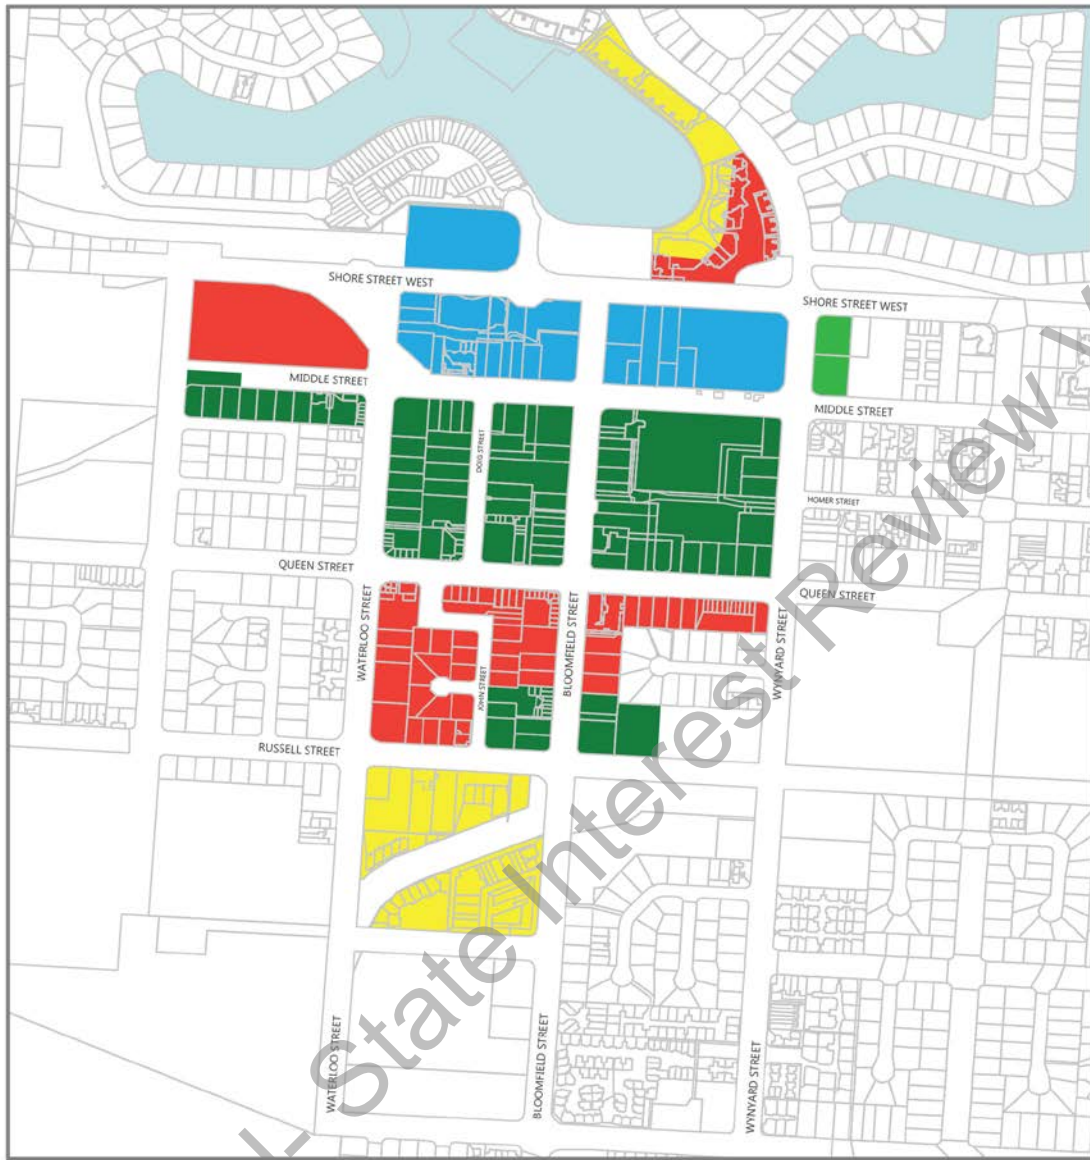 SHORE STREET WEST
SHORE STREET WEST
MIDDLE STREET
MIDDLE STREET
DOIG STREET
HOMER STREET
QUEEN STREET
QUEEN STREET
WATERLOO STREET
BLOOMFIELD STREET
WYNYARD STREET
JOHN STREET
RUSSELL STREET
WATERLOO STREET
BLOOMFIELD STREET
WYNYARD STREET
State Interest Review